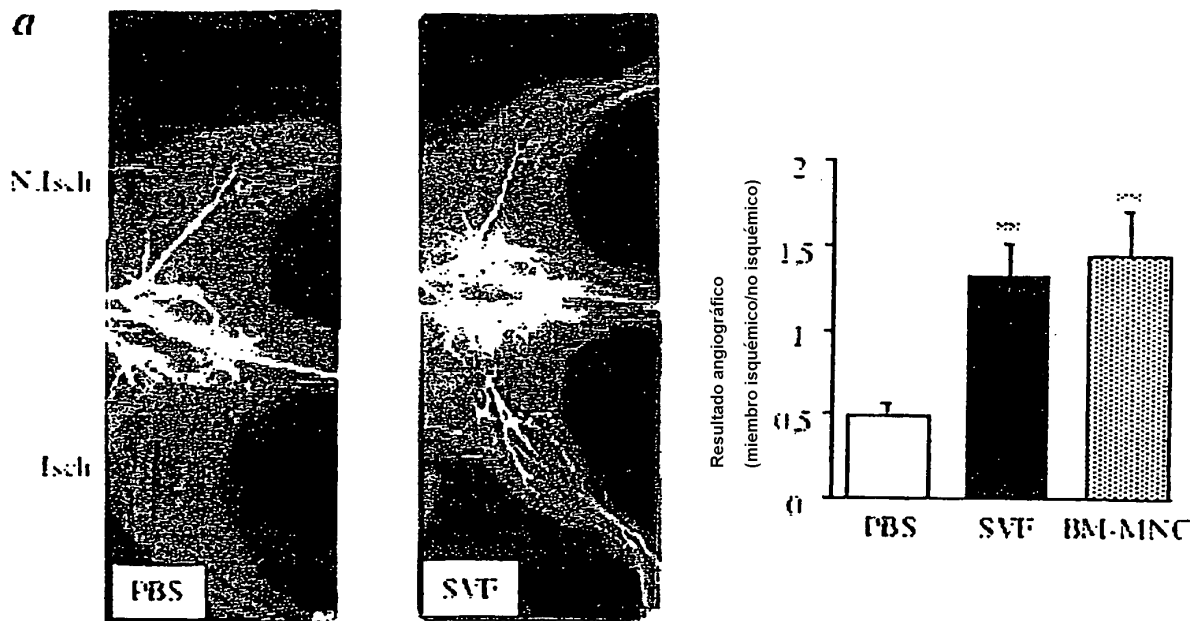 a
N.Isch
Isch
PBS
SVF
Resultado angiográfico
(miembro isquémico/no isquémico)
2
1,5
1
0,5
0
PBS
SVF
BM-MNC
**
**